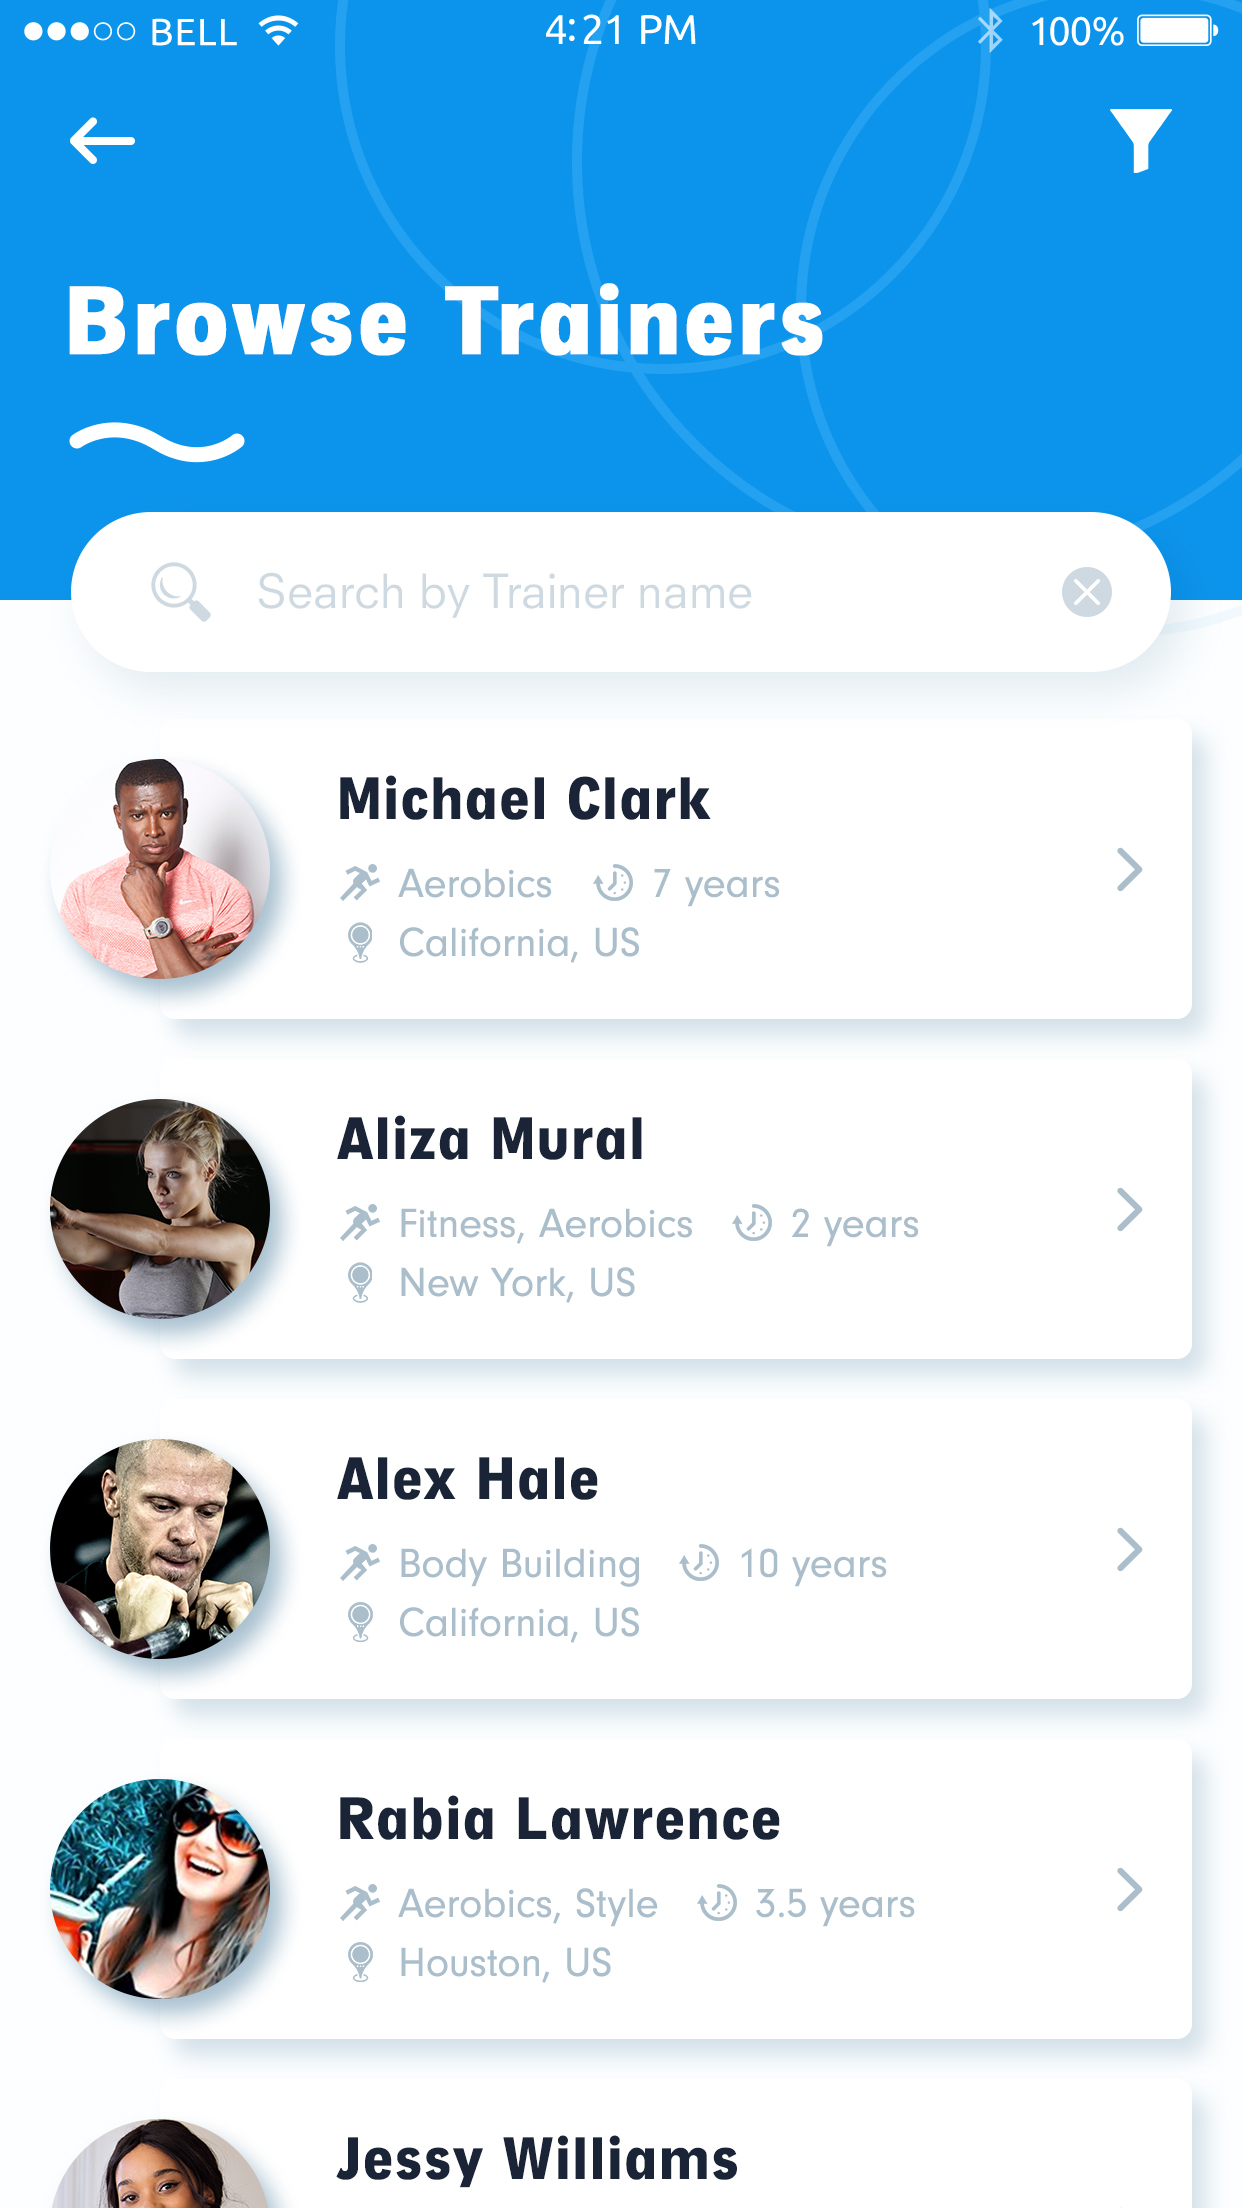 BELL 4:21 PM 100%
Browse Trainers
Search by Trainer name
Michael Clark
Aerobics 7 years
California, US
Aliza Mural
Fitness, Aerobics 2 years
New York, US
Alex Hale
Body Building 10 years
California, US
Rabia Lawrence
Aerobics, Style 3.5 years
Houston, US
Jessy Williams